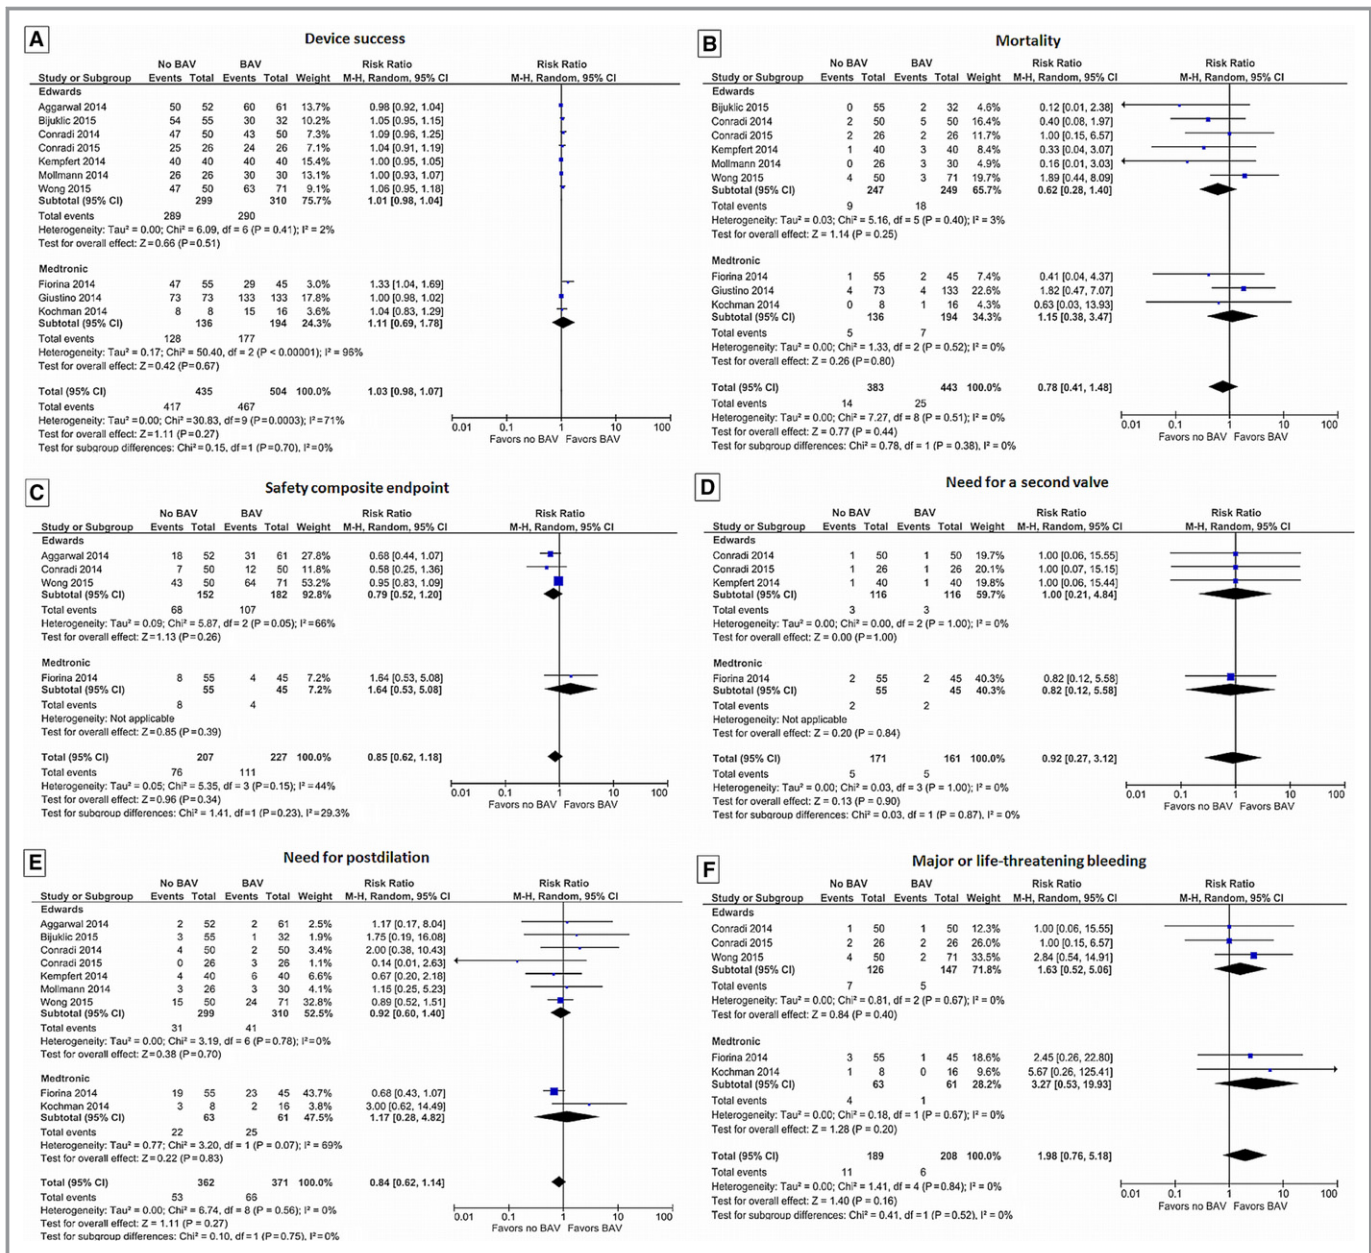 A
Device success
No BAV BAV Risk Ratio Risk Ratio
Study or Subgroup Events Total Events Total Weight M-H, Random, 95% CI M-H, Random, 95% CI
Edwards
Aggarwal 2014 50 52 60 61 13.7% 0.98 [0.92, 1.04]
Bijuklic 2015 54 55 30 32 10.2% 1.05 [0.95, 1.15]
Conradi 2014 47 50 43 50 7.3% 1.09 [0.96, 1.25]
Conradi 2015 25 26 24 26 7.1% 1.04 [0.91, 1.19]
Kempfert 2014 40 40 40 40 15.4% 1.00 [0.95, 1.05]
Mollmann 2014 26 26 30 30 13.1% 1.00 [0.93, 1.07]
Wong 2015 47 50 63 71 9.1% 1.06 [0.95, 1.18]
Subtotal (95% CI) 299 310 75.7% 1.01 [0.98, 1.04]
Total events 289 290
Heterogeneity: Tau² = 0.00; Chi² = 6.09, df = 6 (P = 0.41); I² = 2%
Test for overall effect: Z = 0.66 (P = 0.51)
Medtronic
Fiorina 2014 47 55 29 45 3.0% 1.33 [1.04, 1.69]
Giustino 2014 73 73 133 133 17.8% 1.00 [0.98, 1.02]
Kochman 2014 8 8 15 16 3.6% 1.04 [0.83, 1.29]
Subtotal (95% CI) 136 194 24.3% 1.11 [0.69, 1.78]
Total events 128 177
Heterogeneity: Tau² = 0.17; Chi² = 50.40, df = 2 (P < 0.00001); I² = 96%
Test for overall effect: Z = 0.42 (P = 0.67)
Total (95% CI) 435 504 100.0% 1.03 [0.98, 1.07]
Total events 417 467
Heterogeneity: Tau² = 0.00; Chi² = 30.83, df = 9 (P = 0.0003); I² = 71%
Test for overall effect: Z = 1.11 (P = 0.27)
Test for subgroup differences: Chi² = 0.15, df = 1 (P = 0.70), I² = 0%
0.01 0.1 1 10 100
Favors no BAV Favors BAV
B
Mortality
No BAV BAV Risk Ratio Risk Ratio
Study or Subgroup Events Total Events Total Weight M-H, Random, 95% CI M-H, Random, 95% CI
Edwards
Bijuklic 2015 0 55 2 32 4.6% 0.12 [0.01, 2.38]
Conradi 2014 2 50 5 50 16.4% 0.40 [0.08, 1.97]
Conradi 2015 2 26 2 26 11.7% 1.00 [0.15, 6.57]
Kempfert 2014 1 40 3 40 8.4% 0.33 [0.04, 3.07]
Mollmann 2014 0 26 3 30 4.9% 0.16 [0.01, 3.03]
Wong 2015 4 50 3 71 19.7% 1.89 [0.44, 8.09]
Subtotal (95% CI) 247 249 65.7% 0.62 [0.28, 1.40]
Total events 9 18
Heterogeneity: Tau² = 0.03; Chi² = 5.16, df = 5 (P = 0.40); I² = 3%
Test for overall effect: Z = 1.14 (P = 0.25)
Medtronic
Fiorina 2014 1 55 2 45 7.4% 0.41 [0.04, 4.37]
Giustino 2014 4 73 4 133 22.6% 1.82 [0.47, 7.07]
Kochman 2014 0 8 1 16 4.3% 0.63 [0.03, 13.93]
Subtotal (95% CI) 136 194 34.3% 1.15 [0.38, 3.47]
Total events 5 7
Heterogeneity: Tau² = 0.00; Chi² = 1.33, df = 2 (P = 0.52); I² = 0%
Test for overall effect: Z = 0.26 (P = 0.80)
Total (95% CI) 383 443 100.0% 0.78 [0.41, 1.48]
Total events 14 25
Heterogeneity: Tau² = 0.00; Chi² = 7.27, df = 8 (P = 0.51); I² = 0%
Test for overall effect: Z = 0.77 (P = 0.44)
Test for subgroup differences: Chi² = 0.78, df = 1 (P = 0.38), I² = 0%
0.01 0.1 1 10 100
Favors no BAV Favors BAV
C
Safety composite endpoint
No BAV BAV Risk Ratio Risk Ratio
Study or Subgroup Events Total Events Total Weight M-H, Random, 95% CI M-H, Random, 95% CI
Edwards
Aggarwal 2014 18 52 31 61 27.8% 0.68 [0.44, 1.07]
Conradi 2014 7 50 12 50 11.8% 0.58 [0.25, 1.36]
Wong 2015 43 50 64 71 53.2% 0.95 [0.83, 1.09]
Subtotal (95% CI) 152 182 92.8% 0.79 [0.52, 1.20]
Total events 68 107
Heterogeneity: Tau² = 0.09; Chi² = 5.87, df = 2 (P = 0.05); I² = 66%
Test for overall effect: Z = 1.13 (P = 0.26)
Medtronic
Fiorina 2014 8 55 4 45 7.2% 1.64 [0.53, 5.08]
Subtotal (95% CI) 55 45 7.2% 1.64 [0.53, 5.08]
Total events 8 4
Heterogeneity: Not applicable
Test for overall effect: Z = 0.85 (P = 0.39)
Total (95% CI) 207 227 100.0% 0.85 [0.62, 1.18]
Total events 76 111
Heterogeneity: Tau² = 0.05; Chi² = 5.35, df = 3 (P = 0.15); I² = 44%
Test for overall effect: Z = 0.96 (P = 0.34)
Test for subgroup differences: Chi² = 1.41, df = 1 (P = 0.23), I² = 29.3%
0.01 0.1 1 10 100
Favors no BAV Favors BAV
D
Need for a second valve
No BAV BAV Risk Ratio Risk Ratio
Study or Subgroup Events Total Events Total Weight M-H, Random, 95% CI M-H, Random, 95% CI
Edwards
Conradi 2014 1 50 1 50 19.7% 1.00 [0.06, 15.55]
Conradi 2015 1 26 1 26 20.2% 1.00 [0.07, 15.15]
Kempfert 2014 1 40 1 40 19.8% 1.00 [0.06, 15.44]
Subtotal (95% CI) 116 116 59.7% 1.00 [0.21, 4.84]
Total events 3 3
Heterogeneity: Tau² = 0.00; Chi² = 0.00, df = 2 (P = 1.00); I² = 0%
Test for overall effect: Z = 0.00 (P = 1.00)
Medtronic
Fiorina 2014 2 55 2 45 40.3% 0.82 [0.12, 5.58]
Subtotal (95% CI) 55 45 40.3% 0.82 [0.12, 5.58]
Total events 2 2
Heterogeneity: Not applicable
Test for overall effect: Z = 0.20 (P = 0.84)
Total (95% CI) 171 161 100.0% 0.92 [0.27, 3.12]
Total events 5 5
Heterogeneity: Tau² = 0.00; Chi² = 0.03, df = 3 (P = 1.00); I² = 0%
Test for overall effect: Z = 0.13 (P = 0.90)
Test for subgroup differences: Chi² = 0.03, df = 1 (P = 0.87), I² = 0%
0.01 0.1 1 10 100
Favors no BAV Favors BAV
E
Need for postdilation
No BAV BAV Risk Ratio Risk Ratio
Study or Subgroup Events Total Events Total Weight M-H, Random, 95% CI M-H, Random, 95% CI
Edwards
Aggarwal 2014 2 52 2 61 2.5% 1.17 [0.17, 8.04]
Bijuklic 2015 3 55 1 32 1.9% 1.75 [0.19, 16.08]
Conradi 2014 4 50 2 50 3.4% 2.00 [0.38, 10.43]
Conradi 2015 0 26 3 26 1.1% 0.14 [0.01, 2.63]
Kempfert 2014 4 40 6 40 6.6% 0.67 [0.20, 2.18]
Mollmann 2014 3 26 3 30 4.1% 1.15 [0.25, 5.23]
Wong 2015 15 50 24 71 32.8% 0.89 [0.52, 1.51]
Subtotal (95% CI) 299 310 52.5% 0.92 [0.60, 1.40]
Total events 31 41
Heterogeneity: Tau² = 0.00; Chi² = 3.19, df = 6 (P = 0.78); I² = 0%
Test for overall effect: Z = 0.38 (P = 0.70)
Medtronic
Fiorina 2014 19 55 23 45 43.7% 0.68 [0.43, 1.07]
Kochman 2014 3 8 2 16 3.8% 3.00 [0.62, 14.49]
Subtotal (95% CI) 63 61 47.5% 1.17 [0.28, 4.82]
Total events 22 25
Heterogeneity: Tau² = 0.77; Chi² = 3.20, df = 1 (P = 0.07); I² = 69%
Test for overall effect: Z = 0.22 (P = 0.83)
Total (95% CI) 362 371 100.0% 0.84 [0.62, 1.14]
Total events 53 66
Heterogeneity: Tau² = 0.00; Chi² = 6.74, df = 8 (P = 0.56); I² = 0%
Test for overall effect: Z = 1.11 (P = 0.27)
Test for subgroup differences: Chi² = 0.10, df = 1 (P = 0.75), I² = 0%
0.01 0.1 1 10 100
Favors no BAV Favors BAV
F
Major or life-threatening bleeding
No BAV BAV Risk Ratio Risk Ratio
Study or Subgroup Events Total Events Total Weight M-H, Random, 95% CI M-H, Random, 95% CI
Edwards
Conradi 2014 1 50 1 50 12.3% 1.00 [0.06, 15.55]
Conradi 2015 2 26 2 26 26.0% 1.00 [0.15, 6.57]
Wong 2015 4 50 2 71 33.5% 2.84 [0.54, 14.91]
Subtotal (95% CI) 126 147 71.8% 1.63 [0.52, 5.06]
Total events 7 5
Heterogeneity: Tau² = 0.00; Chi² = 0.81, df = 2 (P = 0.67); I² = 0%
Test for overall effect: Z = 0.84 (P = 0.40)
Medtronic
Fiorina 2014 3 55 1 45 18.6% 2.45 [0.26, 22.80]
Kochman 2014 1 8 0 16 9.6% 5.67 [0.26, 125.41]
Subtotal (95% CI) 63 61 28.2% 3.27 [0.53, 19.93]
Total events 4 1
Heterogeneity: Tau² = 0.00; Chi² = 0.18, df = 1 (P = 0.67); I² = 0%
Test for overall effect: Z = 1.28 (P = 0.20)
Total (95% CI) 189 208 100.0% 1.98 [0.76, 5.18]
Total events 11 6
Heterogeneity: Tau² = 0.00; Chi² = 1.41, df = 4 (P = 0.84); I² = 0%
Test for overall effect: Z = 1.40 (P = 0.16)
Test for subgroup differences: Chi² = 0.41, df = 1 (P = 0.52), I² = 0%
0.01 0.1 1 10 100
Favors no BAV Favors BAV